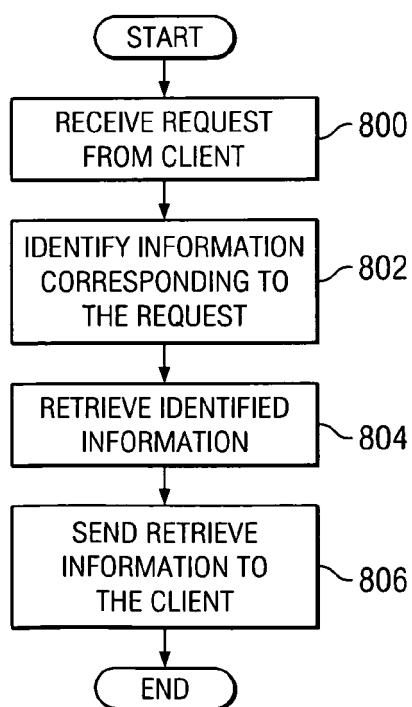 START
RECEIVE REQUEST
FROM CLIENT
800
IDENTIFY INFORMATION
CORRESPONDING TO
THE REQUEST
802
RETRIEVE IDENTIFIED
INFORMATION
804
SEND RETRIEVE
INFORMATION TO
THE CLIENT
806
END